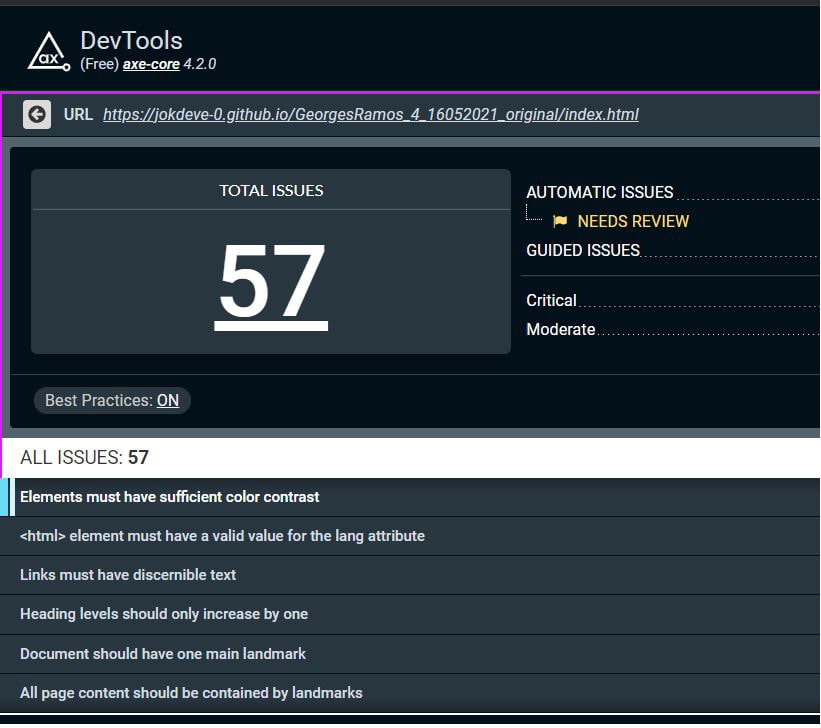 DevTools
ax
(Free) axe-core 4.2.0
URL https://jokdeve-0.github.io/GeorgesRamos_4_16052021_original/index.html
TOTAL ISSUES
57
AUTOMATIC ISSUES
NEEDS REVIEW
GUIDED ISSUES
Critical
Moderate
Best Practices: ON
ALL ISSUES: 57
Elements must have sufficient color contrast
<html> element must have a valid value for the lang attribute
Links must have discernible text
Heading levels should only increase by one
Document should have one main landmark
All page content should be contained by landmarks